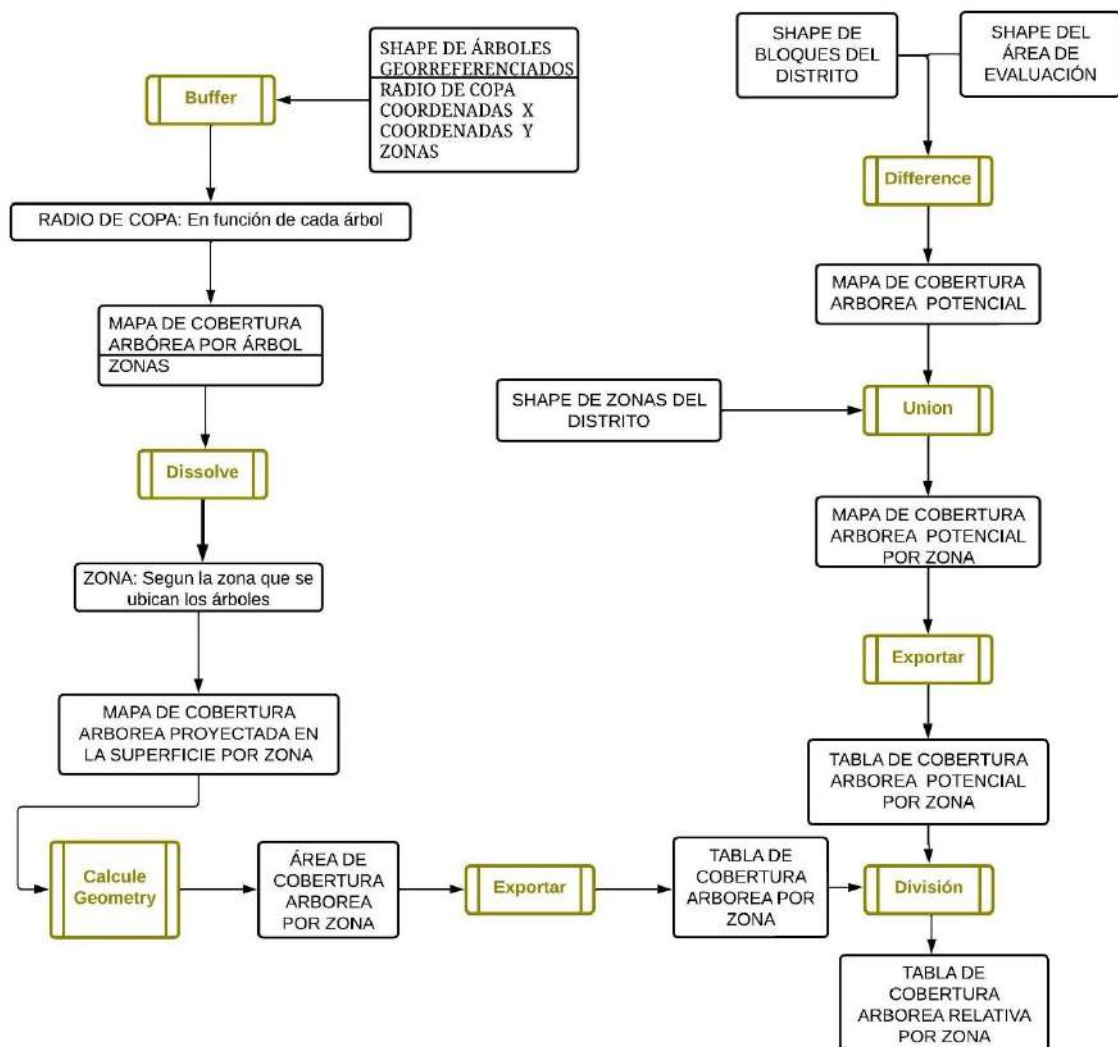 SHAPE DE ÁRBOLES
GEORREFERENCIADOS
RADIO DE COPA
COORDENADAS X
COORDENADAS Y
ZONAS
Buffer
RADIO DE COPA: En función de cada árbol
MAPA DE COBERTURA
ARBÓREA POR ÁRBOL
ZONAS
Dissolve
ZONA: Segun la zona que se
ubican los árboles
MAPA DE COBERTURA
ARBOREA PROYECTADA EN
LA SUPERFICIE POR ZONA
Calcule
Geometry
ÁREA DE
COBERTURA
ARBOREA
POR ZONA
Exportar
TABLA DE
COBERTURA
ARBOREA POR
ZONA
SHAPE DE
BLOQUES DEL
DISTRITO
SHAPE DEL
ÁREA DE
EVALUACIÓN
Difference
MAPA DE COBERTURA
ARBOREA POTENCIAL
SHAPE DE ZONAS DEL
DISTRITO
Union
MAPA DE COBERTURA
ARBOREA POTENCIAL
POR ZONA
Exportar
TABLA DE COBERTURA
ARBOREA POTENCIAL
POR ZONA
División
TABLA DE
COBERTURA
ARBOREA RELATIVA
POR ZONA